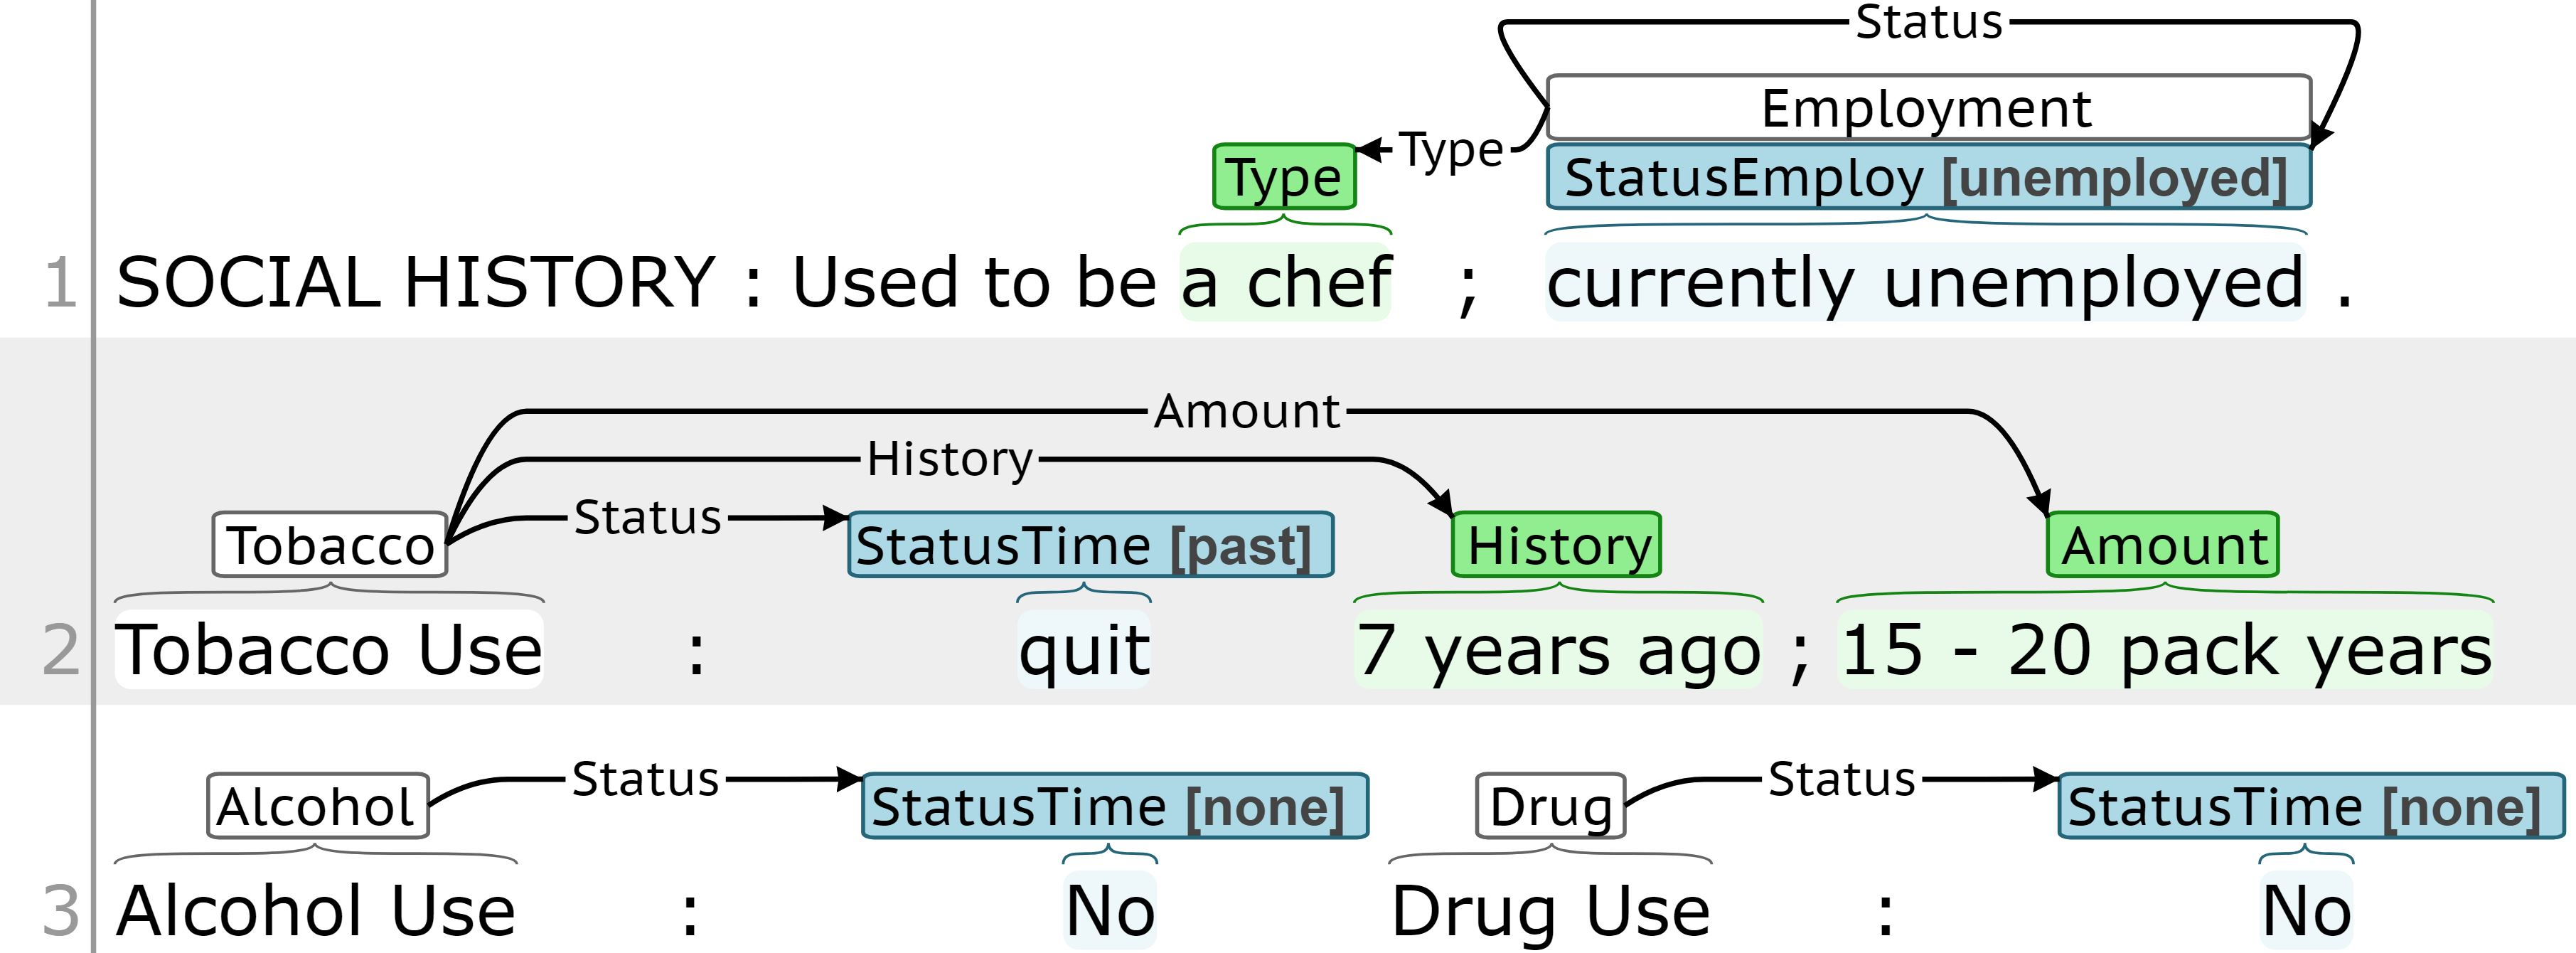 Status
Employment
Type Type StatusEmploy [unemployed]
1 SOCIAL HISTORY : Used to be a chef ; currently unemployed .
Amount
History
Status
Tobacco StatusTime [past] History Amount
2 Tobacco Use : quit 7 years ago ; 15 - 20 pack years
Status Status
Alcohol StatusTime [none] Drug StatusTime [none]
3 Alcohol Use : No Drug Use : No